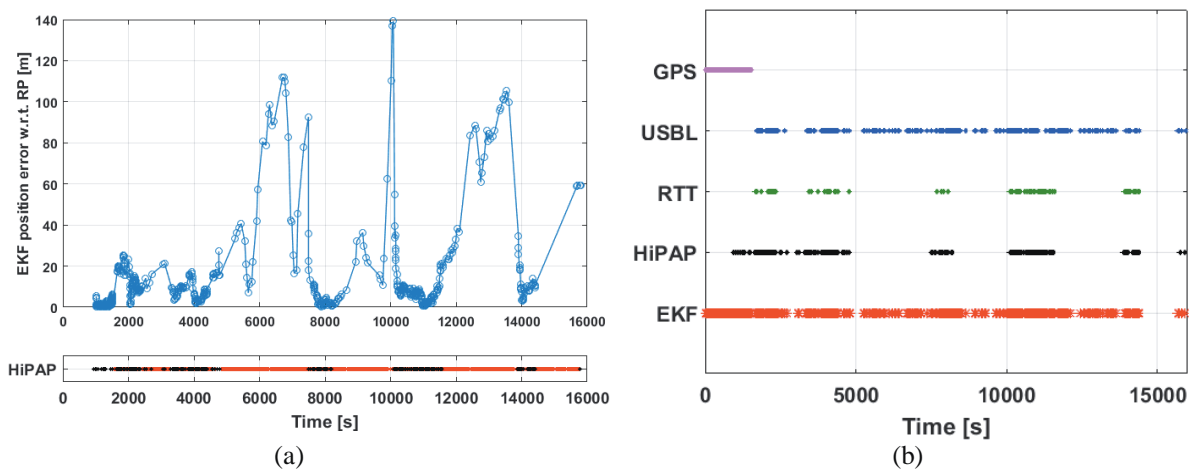 EKF position error w.r.t. RP [m]
140
120
100
80
60
40
20
0
0 2000 4000 6000 8000 10000 12000 14000 16000
HiPAP
0 2000 4000 6000 8000 10000 12000 14000 16000
Time [s]
(a)
GPS
USBL
RTT
HiPAP
EKF
0 5000 10000 15000
Time [s]
(b)